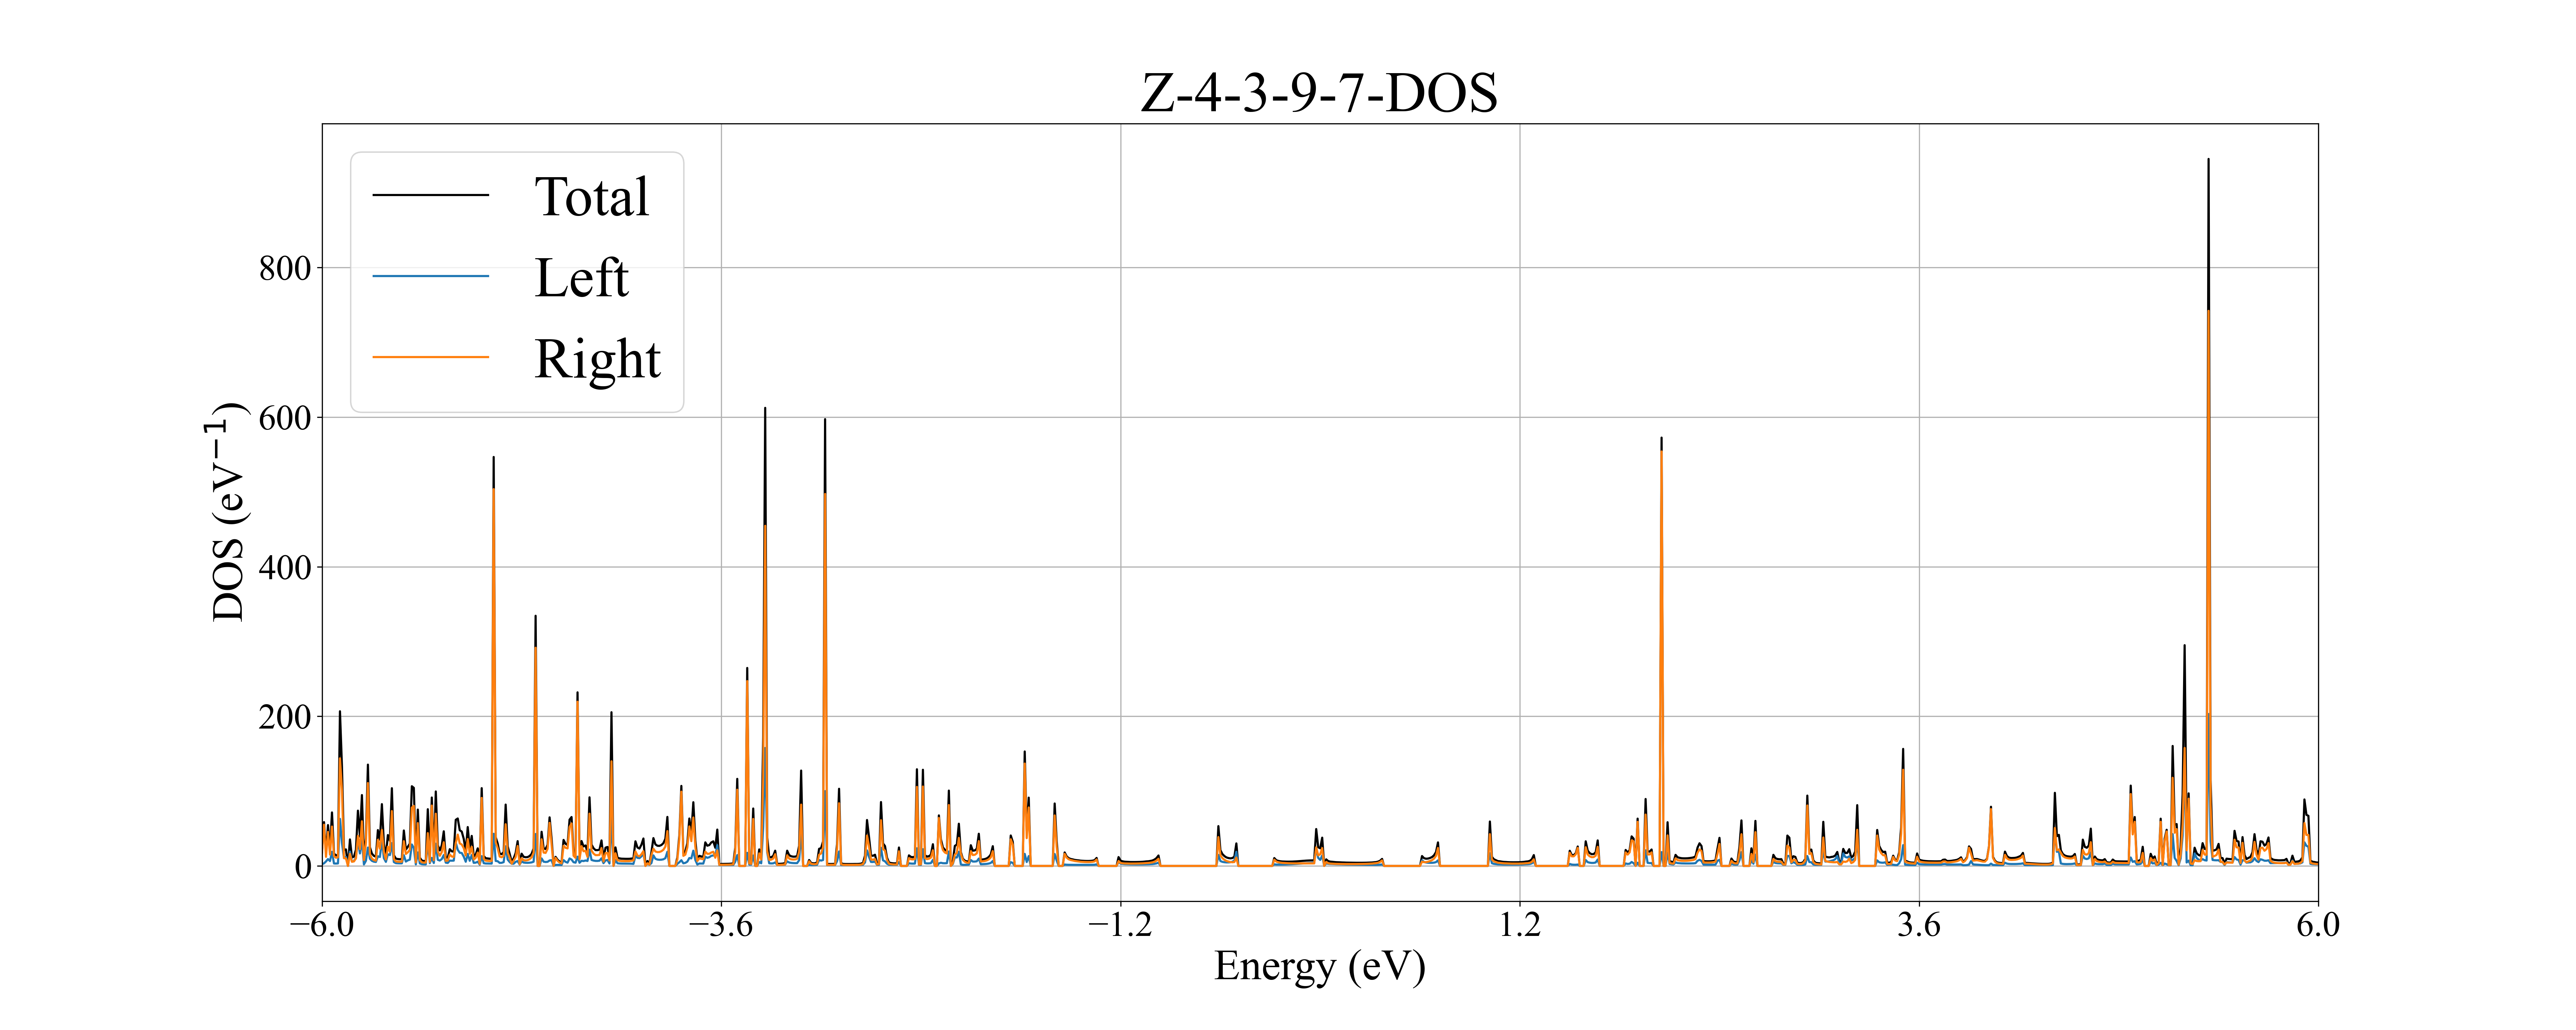 Z-4-3-9-7-DOS
Total
Left
Right
DOS (eV⁻¹)
800
600
400
200
0
−6.0 −3.6 −1.2 1.2 3.6 6.0
Energy (eV)